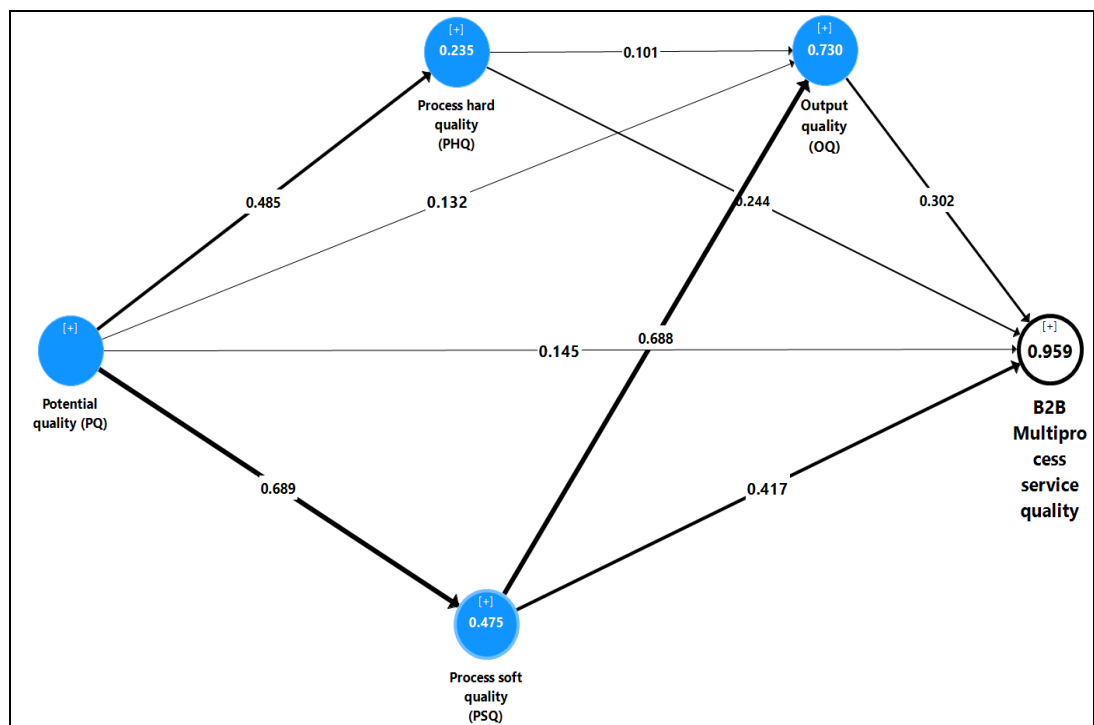 [+]
0.235
Process hard
quality
(PHQ)
0.101
[+]
0.730
Output
quality
(OQ)
0.485
0.132
0.244
0.302
[+]
Potential
quality (PQ)
0.145
0.688
[+]
0.959
B2B
Multipro
cess
service
quality
0.689
0.417
[+]
0.475
Process soft
quality
(PSQ)